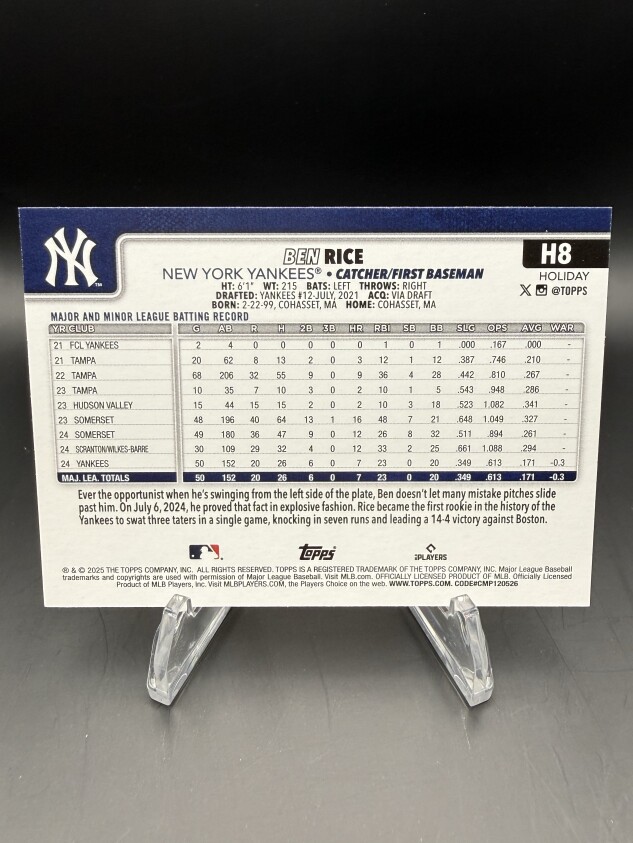 NY
TM
H8
BEN RICE
HOLIDAY
NEW YORK YANKEES® • CATCHER/FIRST BASEMAN
HT: 6'1" WT: 215 BATS: LEFT THROWS: RIGHT
@TOPPS
DRAFTED: YANKEES #12-JULY, 2021 ACQ: VIA DRAFT
BORN: 2-22-99, COHASSET, MA HOME: COHASSET, MA
MAJOR AND MINOR LEAGUE BATTING RECORD
YR CLUB G AB R H 2B 3B HR RBI SB BB SLG OPS AVG WAR
21 FCL YANKEES 2 4 0 0 0 0 0 1 0 1 .000 .167 .000 -
21 TAMPA 20 62 8 13 2 0 3 12 1 12 .387 .746 .210 -
22 TAMPA 68 206 32 55 9 0 9 36 4 28 .442 .810 .267 -
23 TAMPA 10 35 7 10 3 0 2 10 1 5 .543 .948 .286 -
23 HUDSON VALLEY 15 44 15 15 2 0 2 10 3 18 .523 1.082 .341 -
23 SOMERSET 48 196 40 64 13 1 16 48 7 81 .648 1.049 .327 -
24 SOMERSET 49 180 36 47 9 0 12 26 8 32 .511 .894 .261 -
24 SCRANTON/WILKES-BARRE 30 109 29 32 4 0 12 33 2 25 .661 1.088 .294 -
24 YANKEES 50 152 20 26 6 0 7 23 0 20 .349 .613 .171 -0.3
MAJ. LEA. TOTALS 50 152 20 26 6 0 7 23 0 20 .349 .613 .171 -0.3
Ever the opportunist when he's swinging from the left side of the plate, Ben doesn't let many mistake pitches slide
past him. On July 6, 2024, he proved that fact in explosive fashion. Rice became the first rookie in the history of the
Yankees to swat three taters in a single game, knocking in seven runs and leading a 14-4 victory against Boston.
Topps
PLAYERS
® & © 2025 THE TOPPS COMPANY, INC. ALL RIGHTS RESERVED. TOPPS IS A REGISTERED TRADEMARK OF THE TOPPS COMPANY, INC. Major League Baseball
trademarks and copyrights are used with permission of Major League Baseball. Visit MLB.com. OFFICIALLY LICENSED PRODUCT OF MLB. Officially Licensed
Product of MLB Players, Inc. Visit MLBPLAYERS.COM, the Players Choice on the web. WWW.TOPPS.COM. CODE#CMP120526